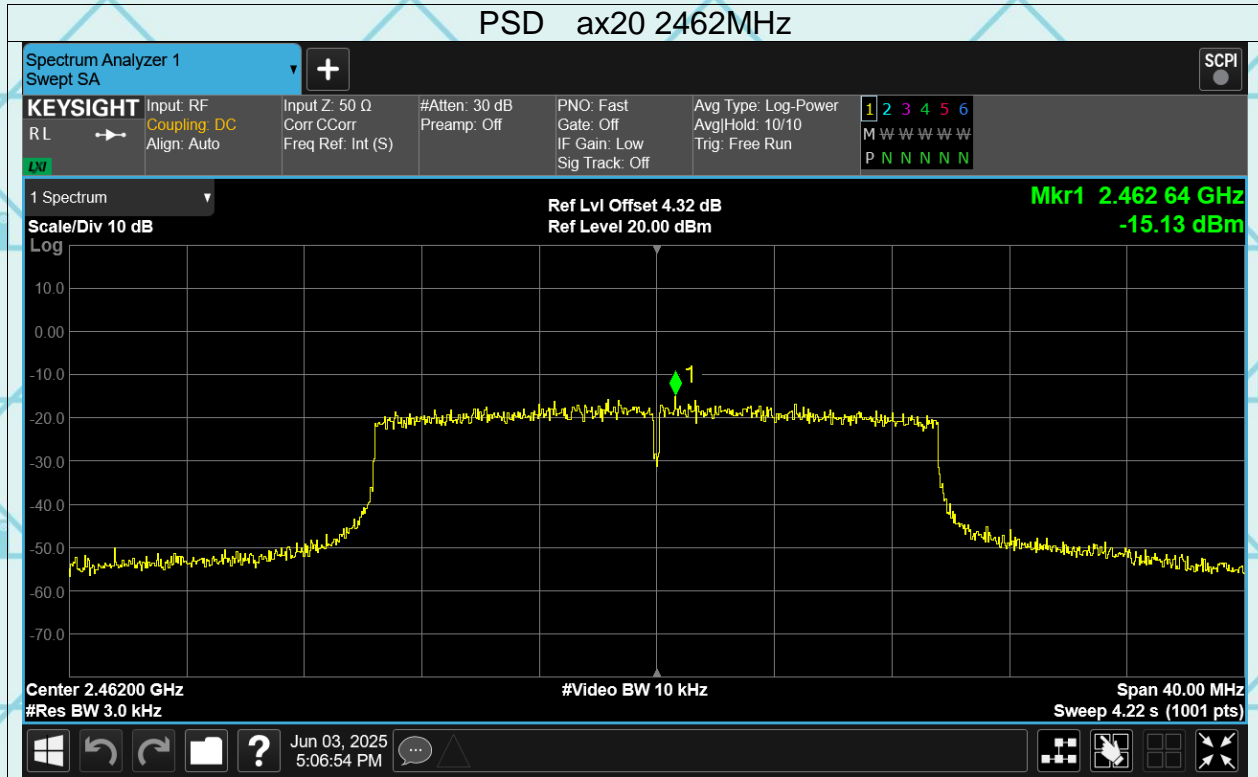 PSD ax20 2462MHz
Spectrum Analyzer 1
Swept SA
+
SCPI
KEYSIGHT
RL
LXI
Input: RF
Coupling: DC
Align: Auto
Input Z: 50 Ω
Corr CCorr
Freq Ref: Int (S)
#Atten: 30 dB
Preamp: Off
PNO: Fast
Gate: Off
IF Gain: Low
Sig Track: Off
Avg Type: Log-Power
Avg|Hold: 10/10
Trig: Free Run
1 2 3 4 5 6
M W W W W W
P N N N N N
1 Spectrum
Scale/Div 10 dB
Ref Lvl Offset 4.32 dB
Ref Level 20.00 dBm
Mkr1 2.462 64 GHz
-15.13 dBm
Log
10.0
0.00
-10.0
-20.0
-30.0
-40.0
-50.0
-60.0
-70.0
1
Center 2.46200 GHz
#Res BW 3.0 kHz
#Video BW 10 kHz
Span 40.00 MHz
Sweep 4.22 s (1001 pts)
?
Jun 03, 2025
5:06:54 PM